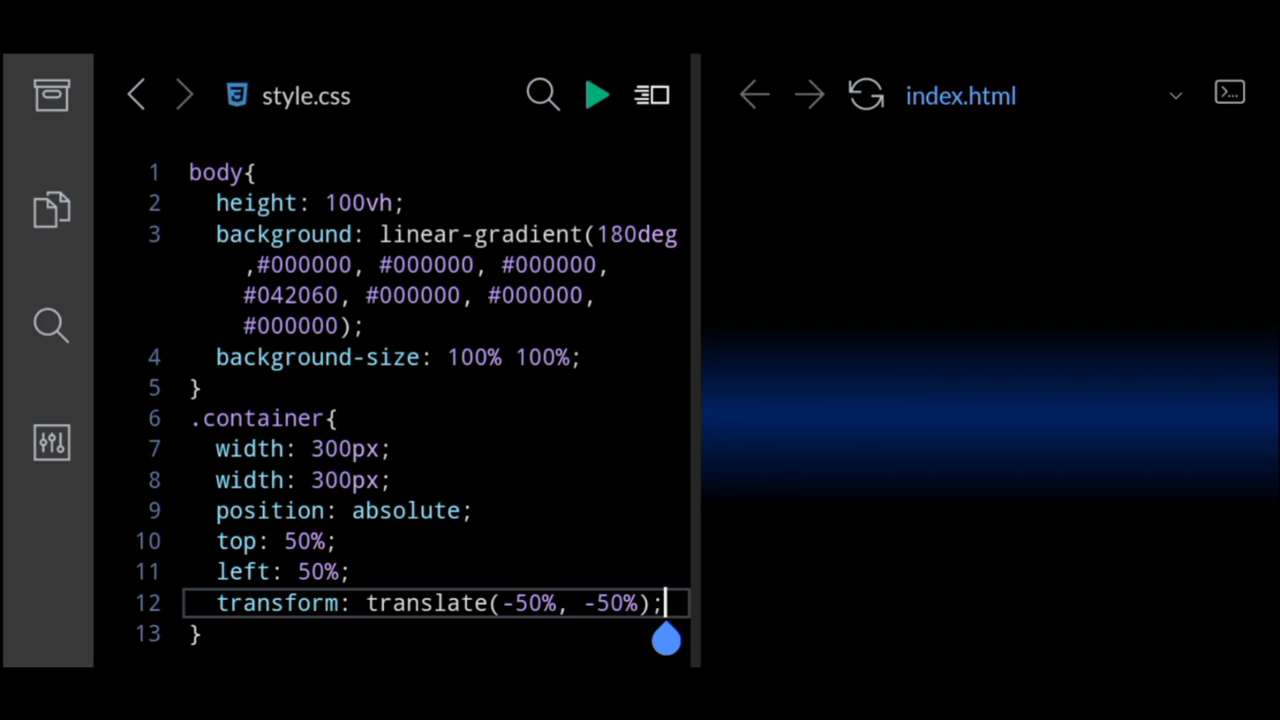 style.css
index.html
1 body{
2 height: 100vh;
3 background: linear-gradient(180deg
,#000000, #000000, #000000,
#042060, #000000, #000000,
#000000);
4 background-size: 100% 100%;
5 }
6 .container{
7 width: 300px;
8 width: 300px;
9 position: absolute;
10 top: 50%;
11 left: 50%;
12 transform: translate(-50%, -50%);
13 }